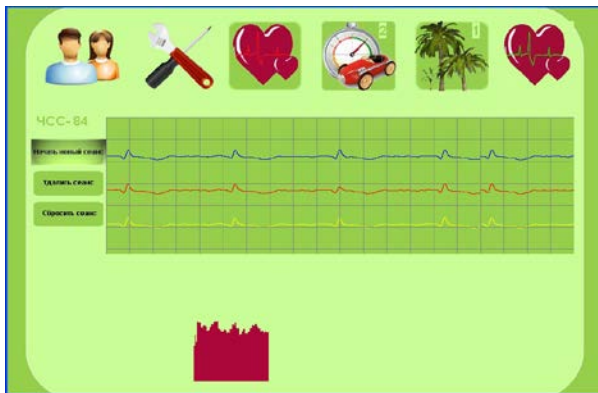 ЧСС- 84
Начать новый сеанс
Удалить сеанс
Сбросить сеанс